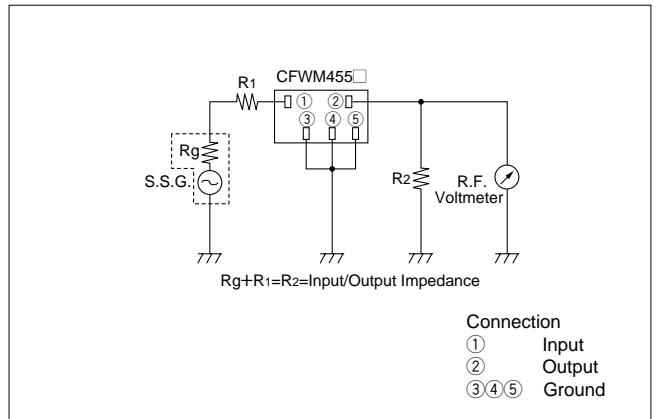 CFWM455□
R1
① ②
③ ④ ⑤
Rg
S.S.G.
R2
R.F.
Voltmeter
Rg+R1=R2=Input/Output Impedance
Connection
① Input
② Output
③④⑤ Ground